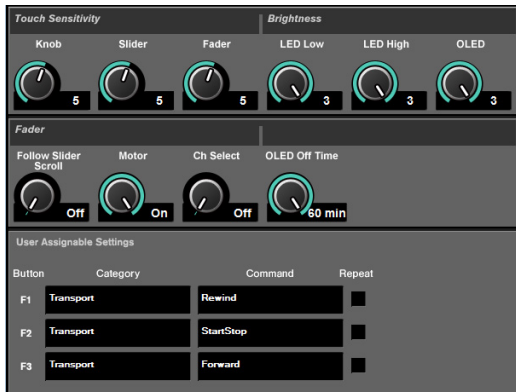 Touch Sensitivity
Brightness
Knob
Slider
Fader
LED Low
LED High
OLED
5
5
5
3
3
3
Fader
Follow Slider
Scroll
Motor
Ch Select
OLED Off Time
Off
On
Off
60 min
User Assignable Settings
Button
Category
Command
Repeat
F1
Transport
Rewind
F2
Transport
StartStop
F3
Transport
Forward